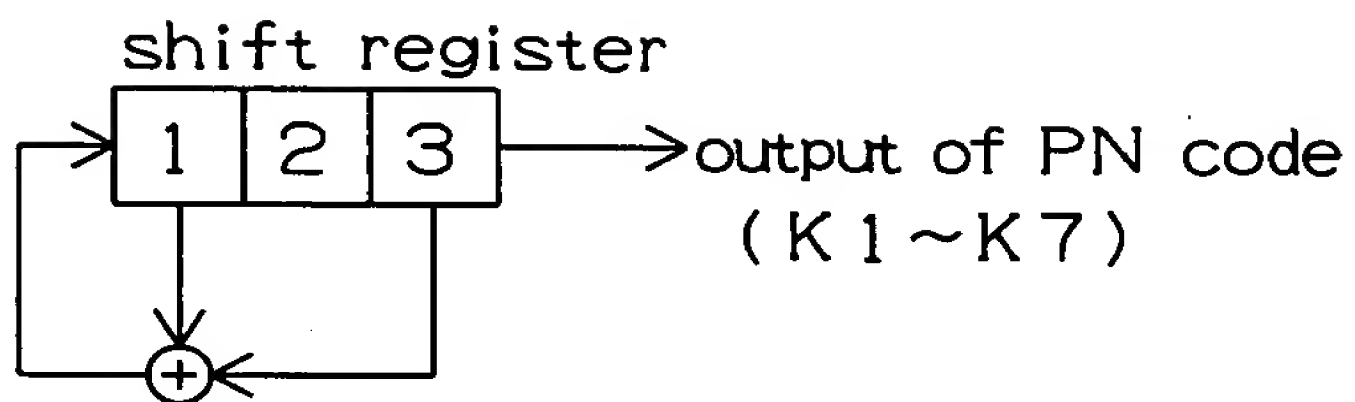 shift register
1 2 3
output of PN code
(K1~K7)
+